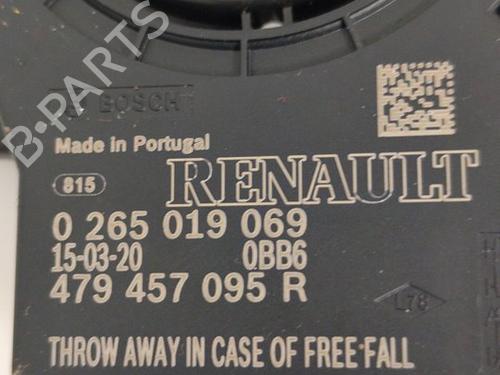 B-PARTS
BOSCH
Made in Portugal
815
RENAULT
0 265 019 069
15-03-20 0BB6
479 457 095 R
L78
THROW AWAY IN CASE OF FREE FALL